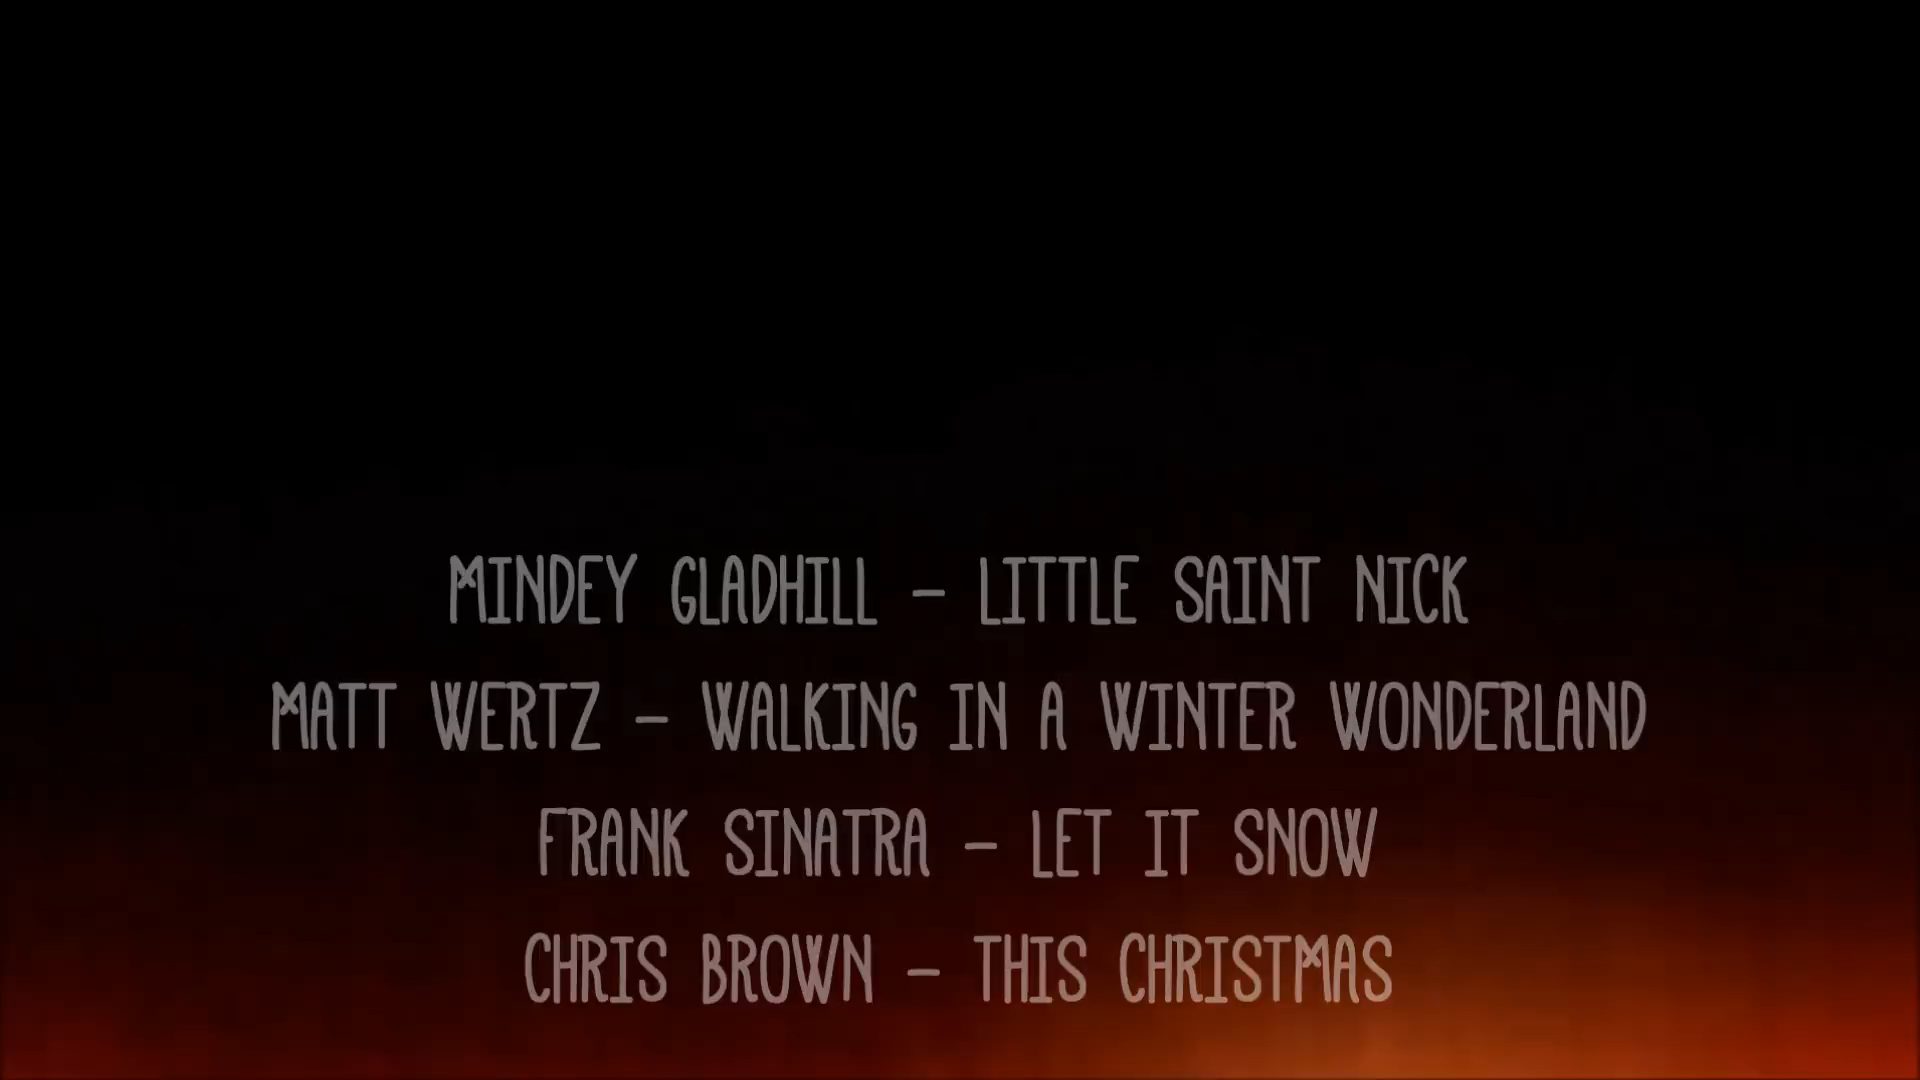 MINDEY GLADHILL - LITTLE SAINT NICK
MATT WERTZ - WALKING IN A WINTER WONDERLAND
FRANK SINATRA - LET IT SNOW
CHRIS BROWN - THIS CHRISTMAS